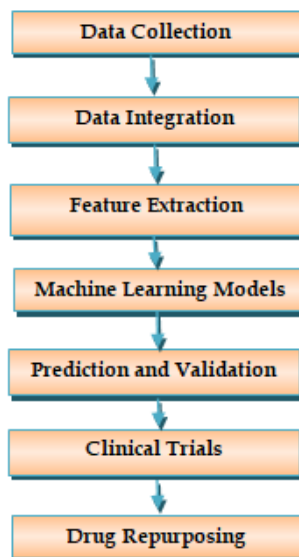 Data Collection
Data Integration
Feature Extraction
Machine Learning Models
Prediction and Validation
Clinical Trials
Drug Repurposing